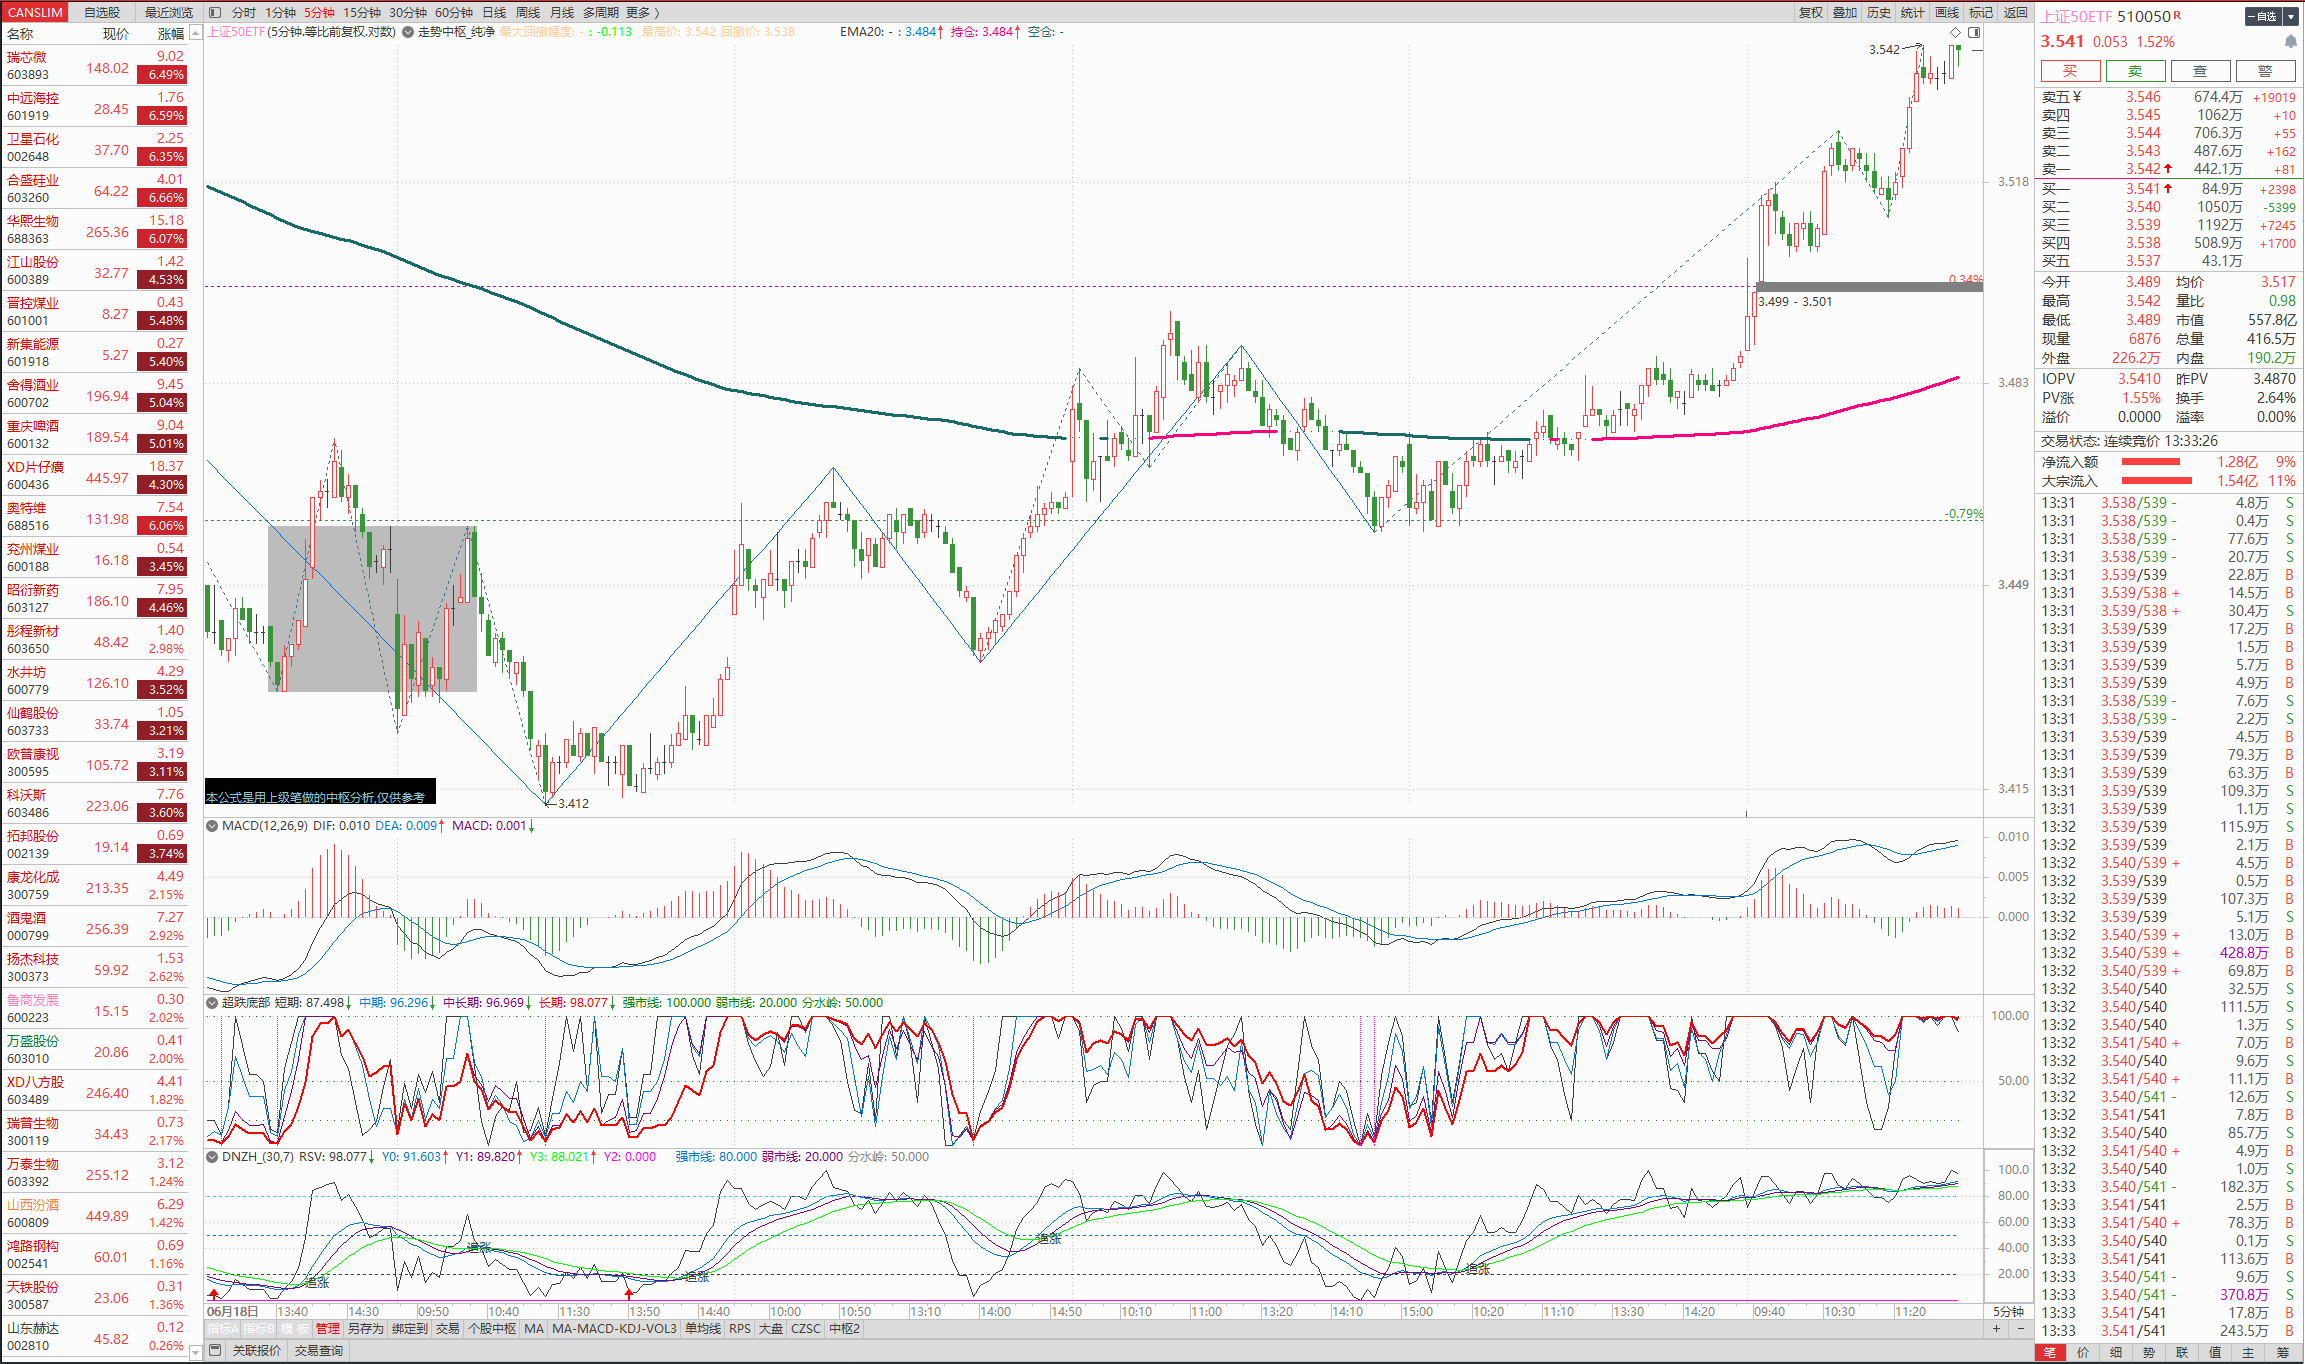 CANSLIM 自选股 最近浏览 分时 1分钟 5分钟 15分钟 30分钟 60分钟 日线 周线 月线 多周期 更多 〉 复权 叠加 历史 统计 画线 标记 返回
名称 现价 涨幅
瑞芯微 603893 148.02 9.02 6.49%
中远海控 601919 28.45 1.76 6.59%
卫星石化 002648 37.70 2.25 6.35%
合盛硅业 603260 64.22 4.01 6.66%
华熙生物 688363 265.36 15.18 6.07%
江山股份 600389 32.77 1.42 4.53%
晋控煤业 601001 8.27 0.43 5.48%
新集能源 601918 5.27 0.27 5.40%
舍得酒业 600702 196.94 9.45 5.04%
重庆啤酒 600132 189.54 9.04 5.01%
XD片仔癀 600436 445.97 18.37 4.30%
奥特维 688516 131.98 7.54 6.06%
兖州煤业 600188 16.18 0.54 3.45%
昭衍新药 603127 186.10 7.95 4.46%
彤程新材 603650 48.42 1.40 2.98%
水井坊 600779 126.10 4.29 3.52%
仙鹤股份 603733 33.74 1.05 3.21%
欧普康视 300595 105.72 3.19 3.11%
科沃斯 603486 223.06 7.76 3.60%
拓邦股份 002139 19.14 0.69 3.74%
康龙化成 300759 213.35 4.49 2.15%
酒鬼酒 000799 256.39 7.27 2.92%
扬杰科技 300373 59.92 1.53 2.62%
鲁商发展 600223 15.15 0.30 2.02%
万盛股份 603010 20.86 0.41 2.00%
XD八方股 603489 246.40 4.41 1.82%
瑞普生物 300119 34.43 0.73 2.17%
万泰生物 603392 255.12 3.12 1.24%
山西汾酒 600809 449.89 6.29 1.42%
鸿路钢构 002541 60.01 0.69 1.16%
天铁股份 300587 23.06 0.31 1.36%
山东赫达 002810 45.82 0.12 0.26%
上证50ETF(5分钟.等比前复权.对数) 走势中枢_纯净 最大回撤幅度: - : -0.113 最高价: 3.542 回撤价: 3.538 EMA20: - : 3.484↑ 持仓: 3.484↑ 空仓: -
3.542
3.518
0.34%
3.499 - 3.501
3.483
-0.79%
3.449
3.415
3.412
本公式是用上级笔做的中枢分析,仅供参考
MACD(12,26,9) DIF: 0.010 DEA: 0.009↑ MACD: 0.001↓
0.010
0.005
0.000
超跌底部 短期: 87.498↓ 中期: 96.296↓ 中长期: 96.969↓ 长期: 98.077↓ 强市线: 100.000 弱市线: 20.000 分水岭: 50.000
100.00
50.00
DNZH_(30,7) RSV: 98.077↓ Y0: 91.603↑ Y1: 89.820↑ Y3: 88.021↑ Y2: 0.000 强市线: 80.000 弱市线: 20.000 分水岭: 50.000
100.0
80.00
60.00
40.00
20.00
追涨 追涨 追涨 追涨 追涨
06月18日 13:40 14:30 09:50 10:40 11:30 13:50 14:40 10:00 10:50 13:10 14:00 14:50 10:10 11:00 13:20 14:10 15:00 10:20 11:10 13:30 14:20 09:40 10:30 11:20 5分钟
指标A 指标B 模 板 管理 另存为 绑定到 交易 个股中枢 MA MA-MACD-KDJ-VOL3 单均线 RPS 大盘 CZSC 中枢2 + -
关联报价 交易查询
上证50ETF 510050 R −自选
3.541 0.053 1.52%
买 卖 查 警
卖五¥ 3.546 674.4万 +19019
卖四 3.545 1062万 +10
卖三 3.544 706.3万 +55
卖二 3.543 487.6万 +162
卖一 3.542 442.1万 +81
买一 3.541 84.9万 +2398
买二 3.540 1050万 -5399
买三 3.539 1192万 +7245
买四 3.538 508.9万 +1700
买五 3.537 43.1万
今开 3.489 均价 3.517
最高 3.542 量比 0.98
最低 3.489 市值 557.8亿
现量 6876 总量 416.5万
外盘 226.2万 内盘 190.2万
IOPV 3.5410 昨PV 3.4870
PV涨 1.55% 换手 2.64%
溢价 0.0000 溢率 0.00%
交易状态: 连续竞价 13:33:26
净流入额 1.28亿 9%
大宗流入 1.54亿 11%
13:31 3.538/539 - 4.8万 S
13:31 3.538/539 - 0.4万 S
13:31 3.538/539 - 77.6万 S
13:31 3.538/539 - 20.7万 S
13:31 3.539/539 22.8万 B
13:31 3.539/538 + 14.5万 B
13:31 3.539/538 + 30.4万 S
13:31 3.539/539 17.2万 B
13:31 3.539/539 1.5万 B
13:31 3.539/539 5.7万 B
13:31 3.539/539 4.9万 B
13:31 3.538/539 - 7.6万 S
13:31 3.538/539 - 2.2万 S
13:31 3.539/539 4.5万 B
13:31 3.539/539 79.3万 B
13:31 3.539/539 63.3万 B
13:31 3.539/539 109.3万 S
13:31 3.539/539 1.1万 S
13:32 3.539/539 115.9万 S
13:32 3.539/539 2.1万 B
13:32 3.540/539 + 4.5万 B
13:32 3.539/539 0.5万 B
13:32 3.539/539 107.3万 B
13:32 3.539/539 5.1万 S
13:32 3.540/539 + 13.0万 B
13:32 3.540/539 + 428.8万 B
13:32 3.540/539 + 69.8万 B
13:32 3.540/540 32.5万 S
13:32 3.540/540 111.5万 S
13:32 3.540/540 1.3万 S
13:32 3.541/540 + 7.0万 B
13:32 3.540/540 9.6万 S
13:32 3.541/540 + 11.1万 B
13:32 3.540/541 - 12.6万 S
13:32 3.541/541 7.8万 B
13:32 3.540/540 85.7万 S
13:32 3.541/540 + 4.9万 B
13:32 3.540/540 1.0万 S
13:33 3.540/541 - 182.3万 S
13:33 3.541/541 2.5万 B
13:33 3.541/540 + 78.3万 B
13:33 3.540/540 0.1万 S
13:33 3.541/541 113.6万 B
13:33 3.540/541 - 9.6万 S
13:33 3.540/541 - 370.8万 S
13:33 3.541/541 17.8万 B
13:33 3.541/541 243.5万 B
笔 价 细 势 联 值 主 筹